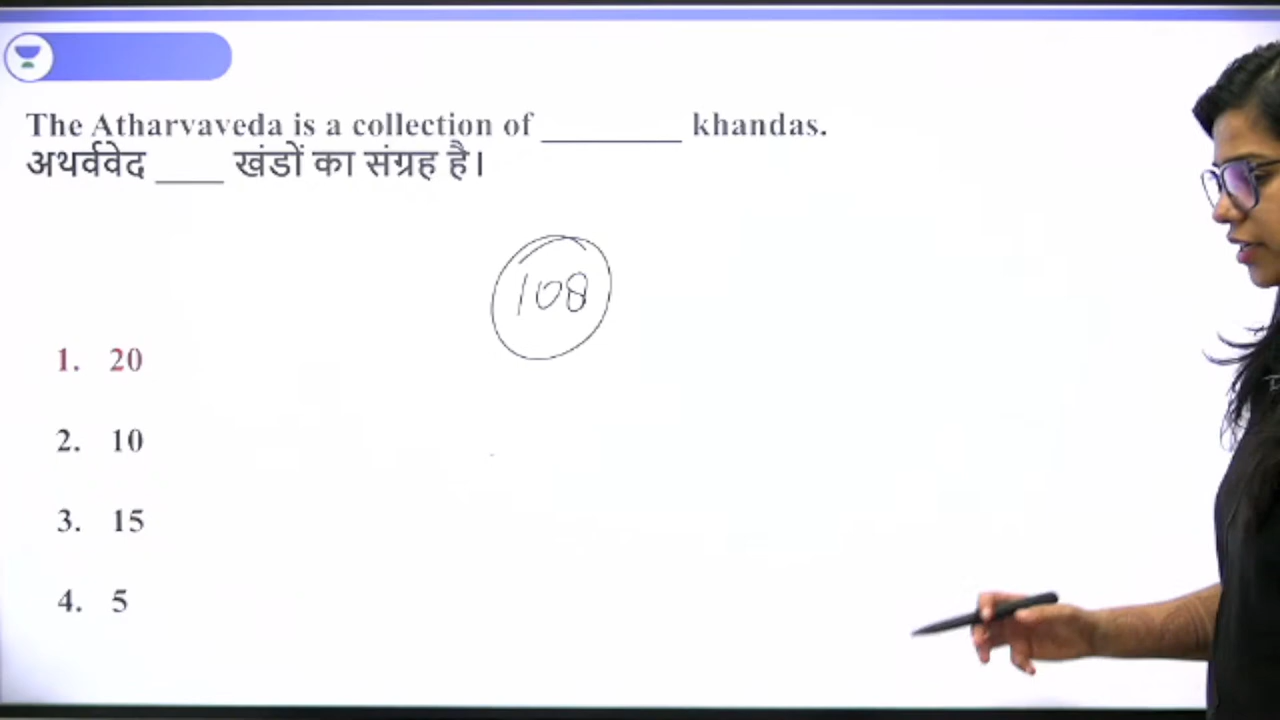 The Atharvaveda is a collection of ________ khandas.
अथर्ववेद ____ खंडों का संग्रह है।
108
1. 20
2. 10
3. 15
4. 5